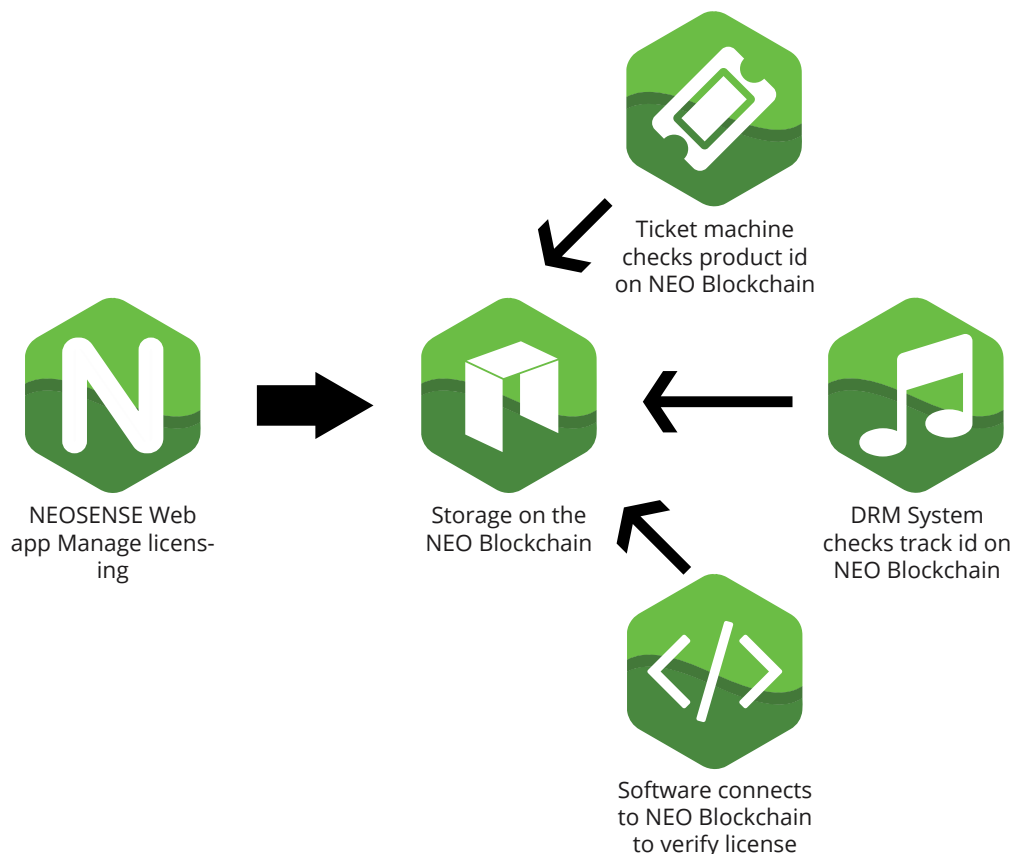 Ticket machine
checks product id
on NEO Blockchain
NEOSENSE Web
app Manage licens-
ing
Storage on the
NEO Blockchain
DRM System
checks track id on
NEO Blockchain
Software connects
to NEO Blockchain
to verify license